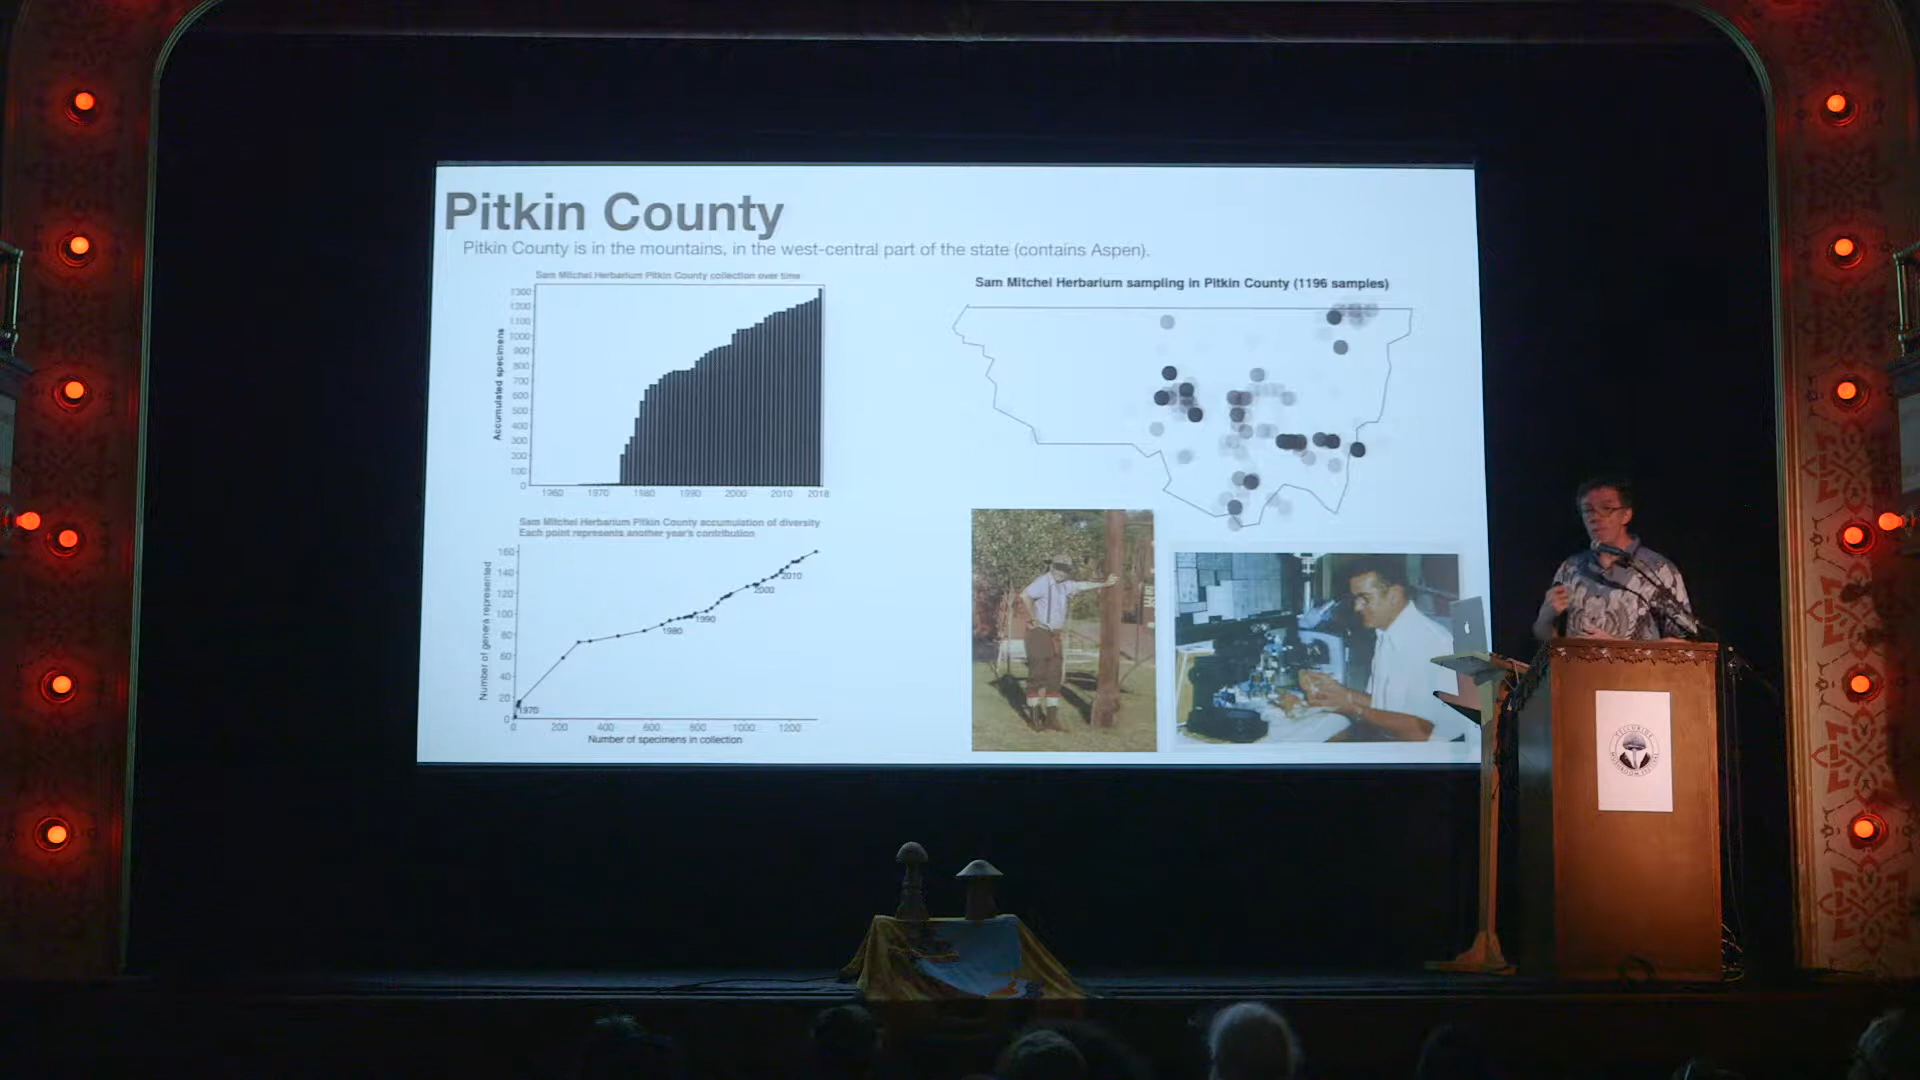 Pitkin County
Pitkin County is in the mountains, in the west-central part of the state (contains Aspen).
Sam Mitchel Herbarium Pitkin County collection over time
Accumulated specimens
1300
1200
1100
1000
900
800
700
600
500
400
300
200
100
0
1960 1970 1980 1990 2000 2010 2018
Sam Mitchel Herbarium sampling in Pitkin County (1196 samples)
Sam Mitchel Herbarium Pitkin County accumulation of diversity
Each point represents another year's contribution
Number of genera represented
160
140
120
100
80
60
40
20
0
1970
1980
1990
2000
2010
0 200 400 600 800 1000 1200
Number of specimens in collection
TELLURIDE
MUSHROOM FESTIVAL